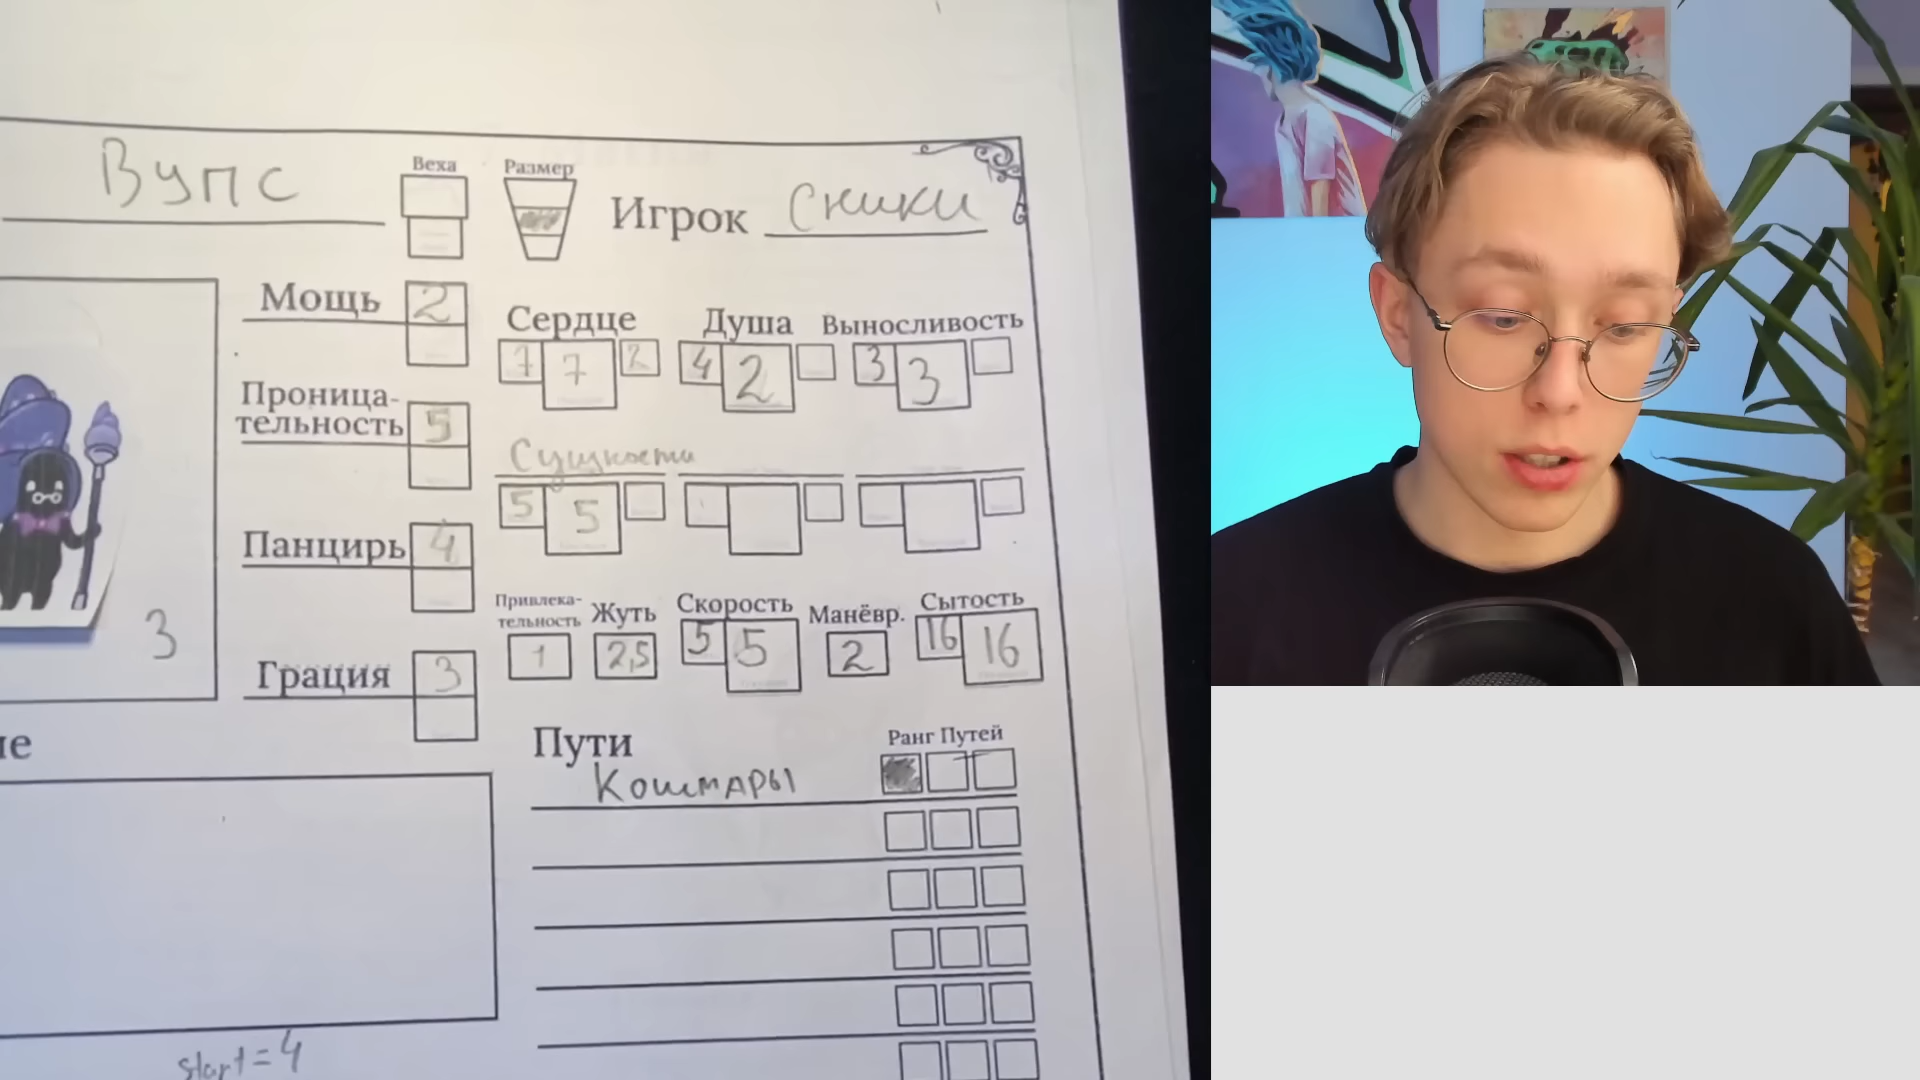 Вупс
Веха
Размер
Игрок Сники
Мощь 2
Сердце Душа Выносливость
7 7 2 4 2 3 3
Проница-
тельность 5
Сущности
5 5
Панцирь 4
Привлека-
тельность Жуть Скорость Манёвр. Сытость
1 2,5 5 5 2 16 16
3
Грация 3
Пути Ранг Путей
Кошмары
start = 4